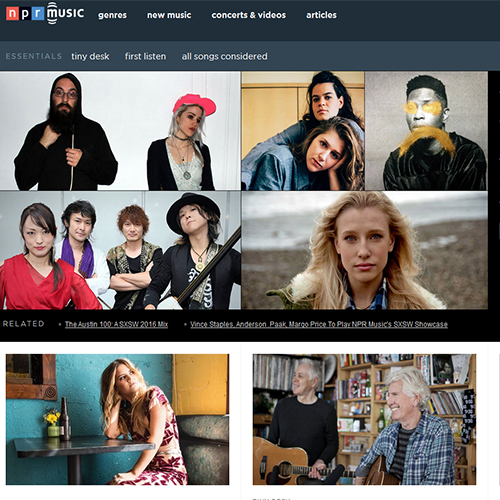 npr music genres new music concerts & videos articles
ESSENTIALS tiny desk first listen all songs considered
RELATED The Austin 100: A SXSW 2016 Mix Vince Staples, Anderson .Paak, Margo Price To Play NPR Music's SXSW Showcase